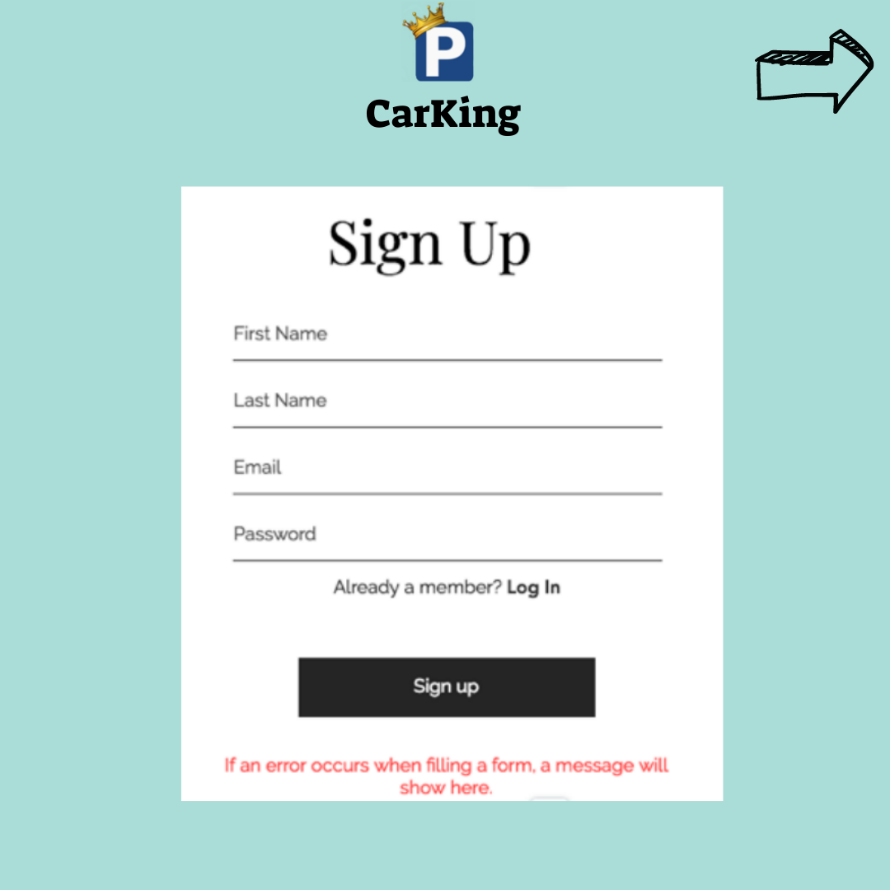 P
CarKing
Sign Up
First Name
Last Name
Email
Password
Already a member? Log In
Sign up
If an error occurs when filling a form, a message will
show here.